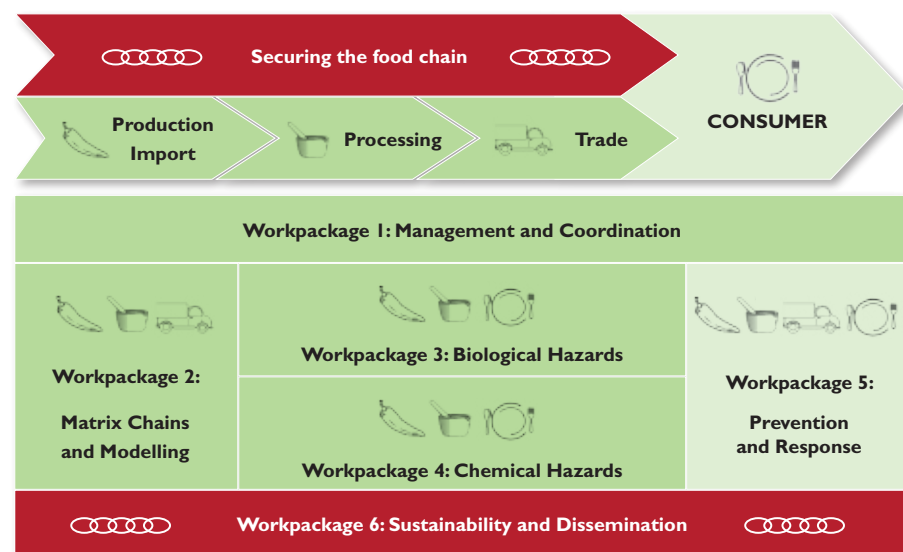 Securing the food chain
Production
Import
Processing
Trade
CONSUMER
Workpackage 1: Management and Coordination
Workpackage 2:
Matrix Chains
and Modelling
Workpackage 3: Biological Hazards
Workpackage 4: Chemical Hazards
Workpackage 5:
Prevention
and Response
Workpackage 6: Sustainability and Dissemination